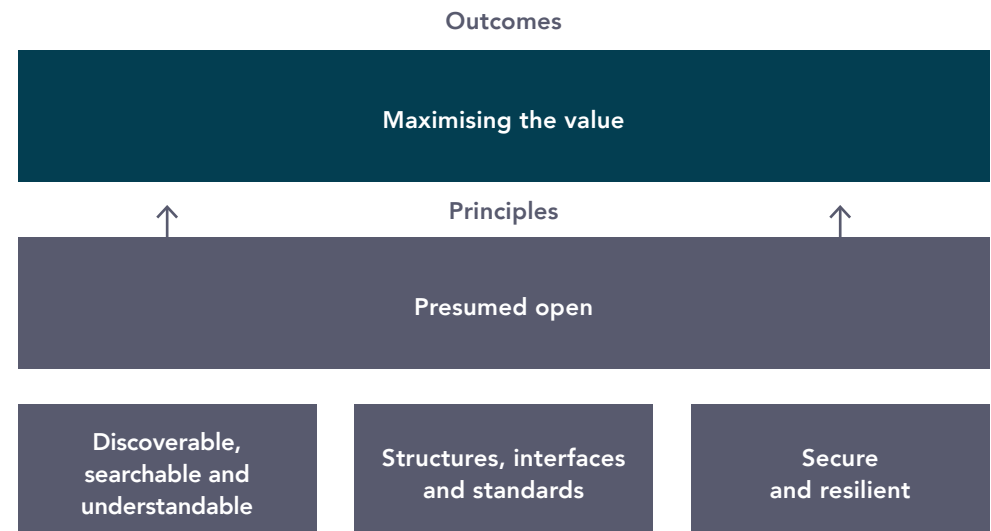 Outcomes
Maximising the value
Principles
Presumed open
Discoverable,
searchable and
understandable
Structures, interfaces
and standards
Secure
and resilient